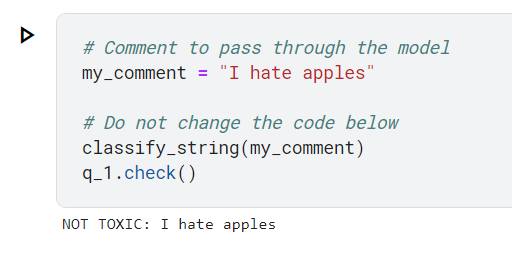 # Comment to pass through the model
my_comment = "I hate apples"
# Do not change the code below
classify_string(my_comment)
q_1.check()
NOT TOXIC: I hate apples